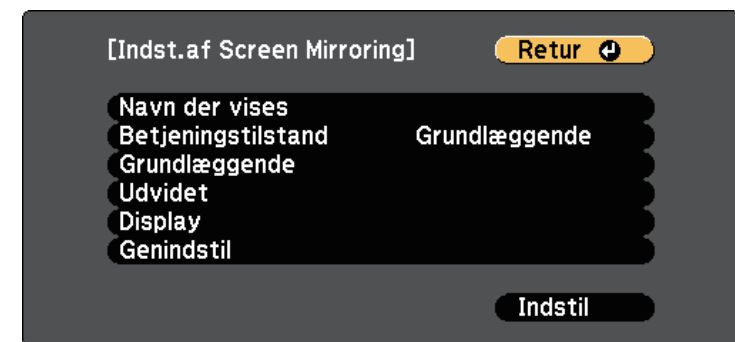 [Indst.af Screen Mirroring] Retur
Navn der vises
Betjeningstilstand Grundlæggende
Grundlæggende
Udvidet
Display
Genindstil
Indstil